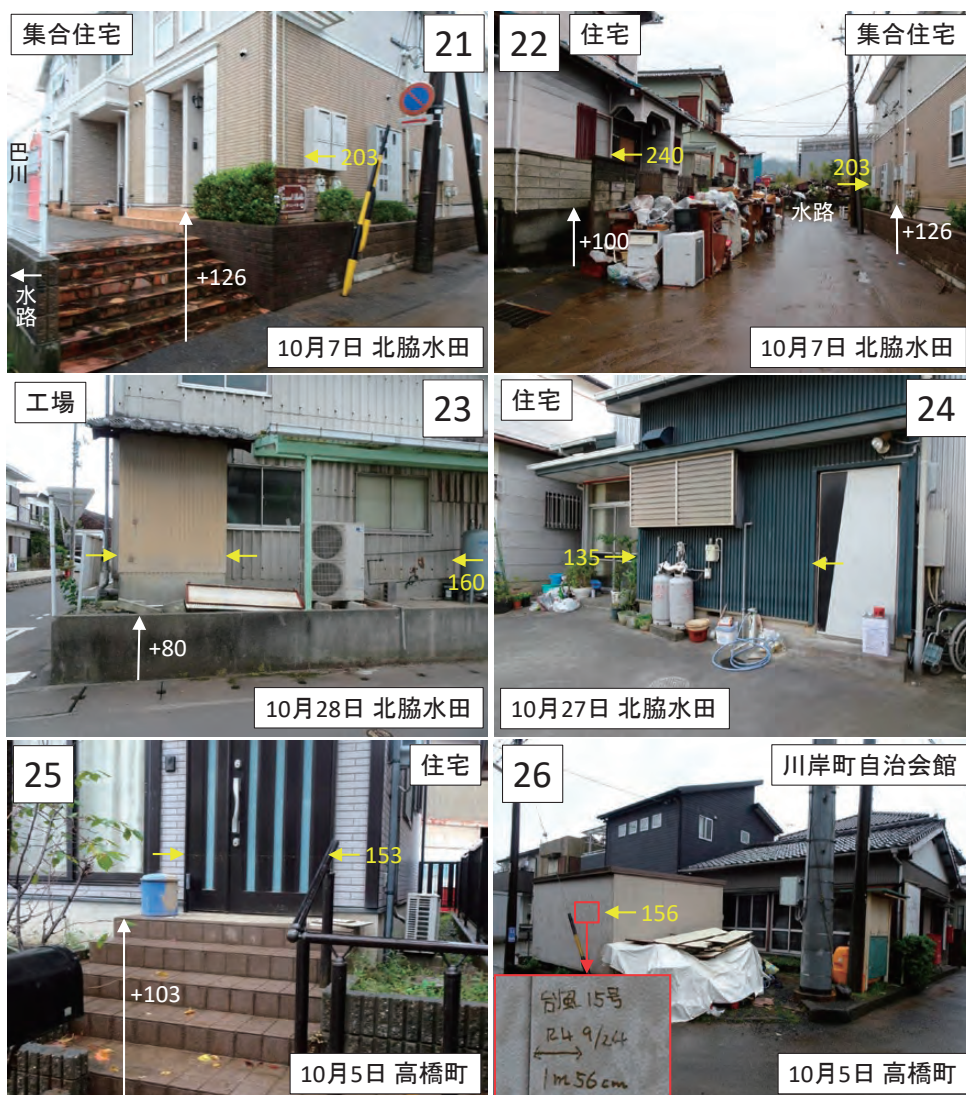 集合住宅
21
巴川
203
+126
水路
10月7日 北脇水田
22
住宅
集合住宅
240
203
水路
+100
+126
10月7日 北脇水田
工場
23
160
+80
10月28日 北脇水田
住宅
24
135
10月27日 北脇水田
25
住宅
153
+103
10月5日 高橋町
26
川岸町自治会館
156
台風15号
R4 9/24
1m56cm
10月5日 高橋町